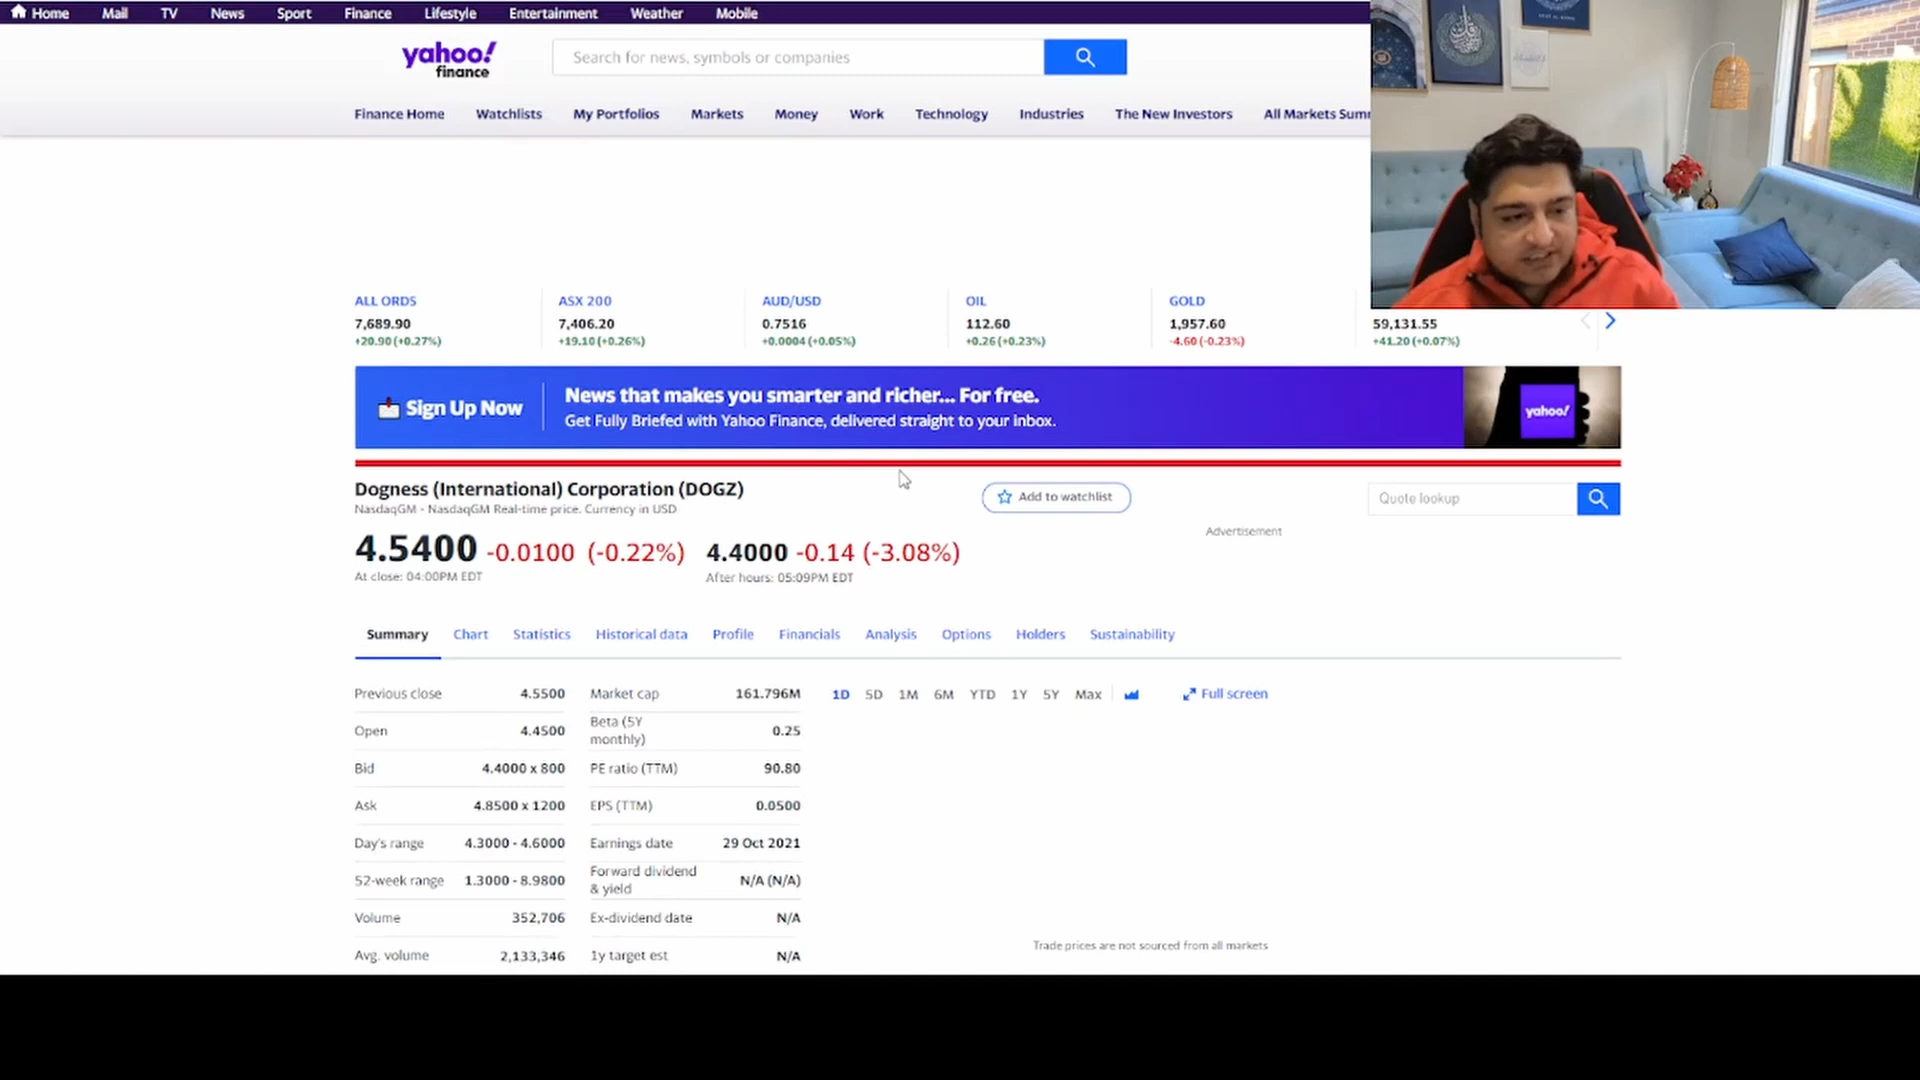 Home Mail TV News Sport Finance Lifestyle Entertainment Weather Mobile
yahoo!
finance
Search for news, symbols or companies
Finance Home Watchlists My Portfolios Markets Money Work Technology Industries The New Investors All Markets Sum
ALL ORDS ASX 200 AUD/USD OIL GOLD
7,689.90 7,406.20 0.7516 112.60 1,957.60 59,131.55
+20.90 (+0.27%) +19.10 (+0.26%) +0.0004 (+0.05%) +0.26 (+0.23%) -4.60 (-0.23%) +41.20 (+0.07%)
Sign Up Now
News that makes you smarter and richer... For free.
Get Fully Briefed with Yahoo Finance, delivered straight to your inbox.
yahoo!
Dogness (International) Corporation (DOGZ)
NasdaqGM - NasdaqGM Real-time price. Currency in USD
Add to watchlist
Quote lookup
Advertisement
4.5400 -0.0100 (-0.22%) 4.4000 -0.14 (-3.08%)
At close: 04:00PM EDT After hours: 05:09PM EDT
Summary Chart Statistics Historical data Profile Financials Analysis Options Holders Sustainability
Previous close 4.5500 Market cap 161.796M
1D 5D 1M 6M YTD 1Y 5Y Max Full screen
Open 4.4500 Beta (5Y
monthly) 0.25
Bid 4.4000 x 800 PE ratio (TTM) 90.80
Ask 4.8500 x 1200 EPS (TTM) 0.0500
Day's range 4.3000 - 4.6000 Earnings date 29 Oct 2021
52-week range 1.3000 - 8.9800 Forward dividend
& yield N/A (N/A)
Volume 352,706 Ex-dividend date N/A
Avg. volume 2,133,346 1y target est N/A
Trade prices are not sourced from all markets